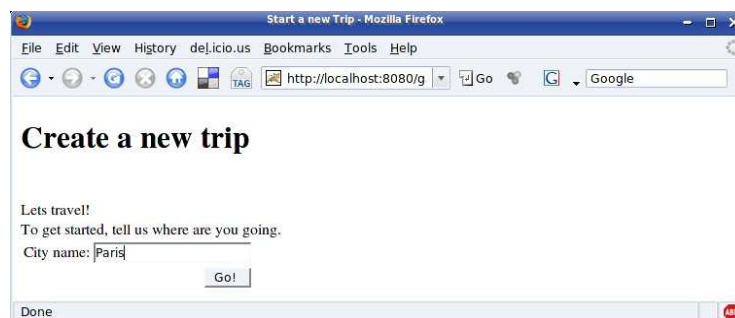 Start a new Trip - Mozilla Firefox
File Edit View History del.icio.us Bookmarks Tools Help
TAG http://localhost:8080/g Go G Google
Create a new trip
Lets travel!
To get started, tell us where are you going.
City name: Paris
Go!
Done
ABP